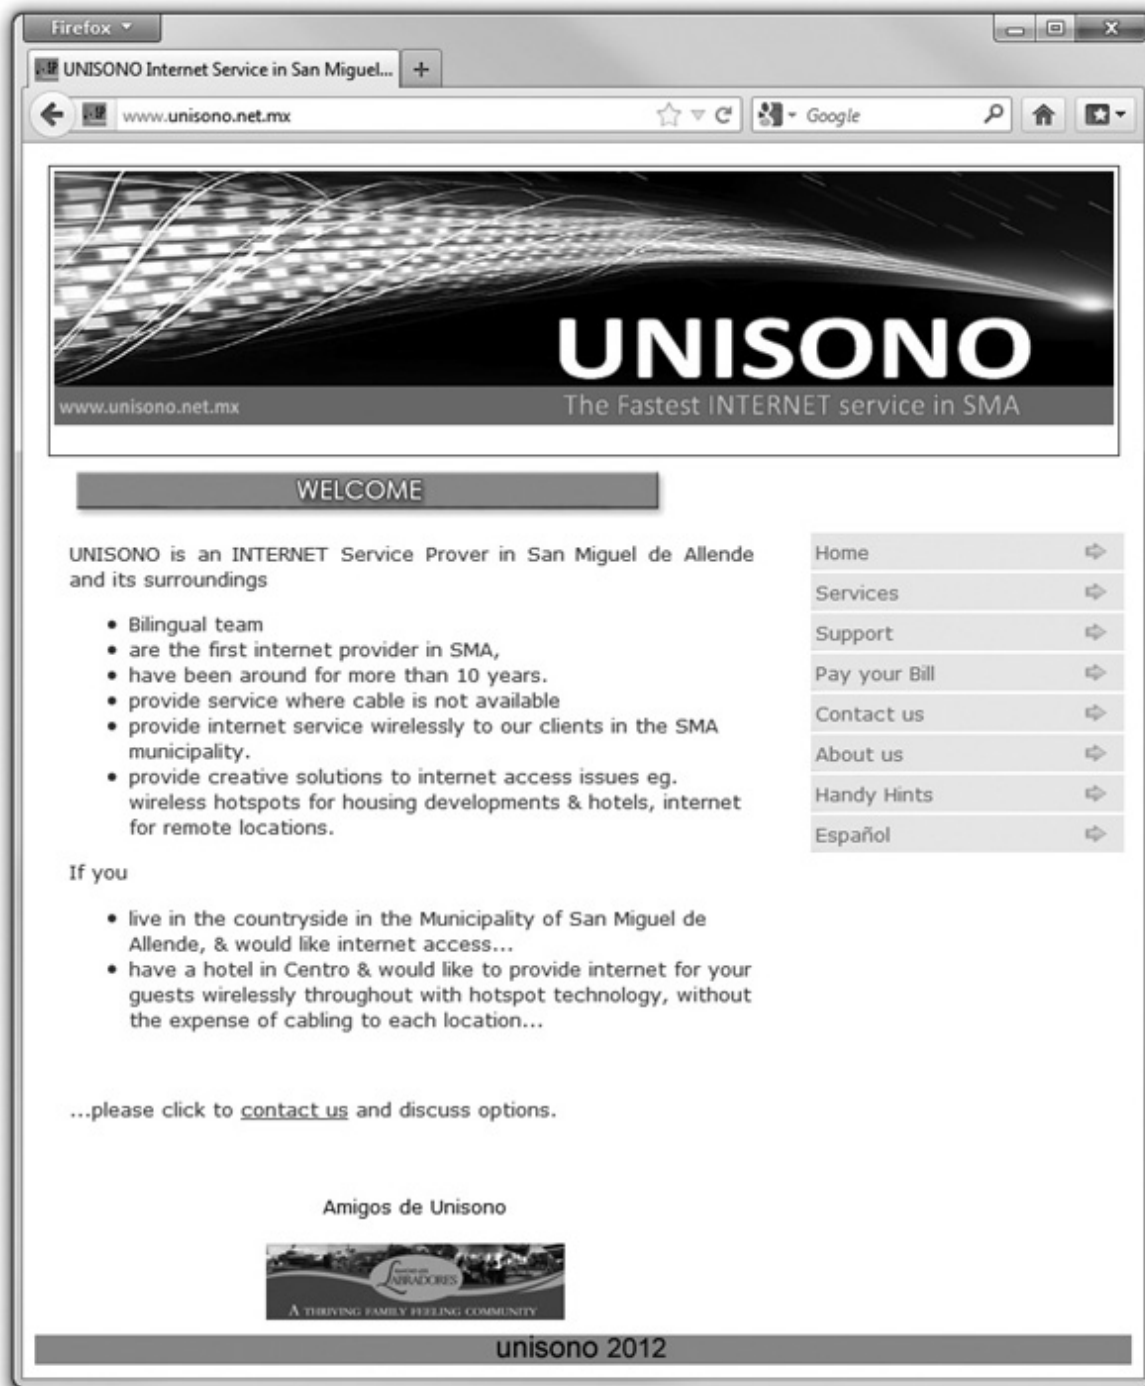 Firefox
UNISONO Internet Service in San Miguel...
www.unisono.net.mx
Google
UNISONO
www.unisono.net.mx
The Fastest INTERNET service in SMA
WELCOME
UNISONO is an INTERNET Service Prover in San Miguel de Allende
and its surroundings
• Bilingual team
• are the first internet provider in SMA,
• have been around for more than 10 years.
• provide service where cable is not available
• provide internet service wirelessly to our clients in the SMA
municipality.
• provide creative solutions to internet access issues eg.
wireless hotspots for housing developments & hotels, internet
for remote locations.
If you
• live in the countryside in the Municipality of San Miguel de
Allende, & would like internet access...
• have a hotel in Centro & would like to provide internet for your
guests wirelessly throughout with hotspot technology, without
the expense of cabling to each location...
...please click to contact us and discuss options.
Home
Services
Support
Pay your Bill
Contact us
About us
Handy Hints
Español
Amigos de Unisono
LABRADORES
A THRIVING FAMILY FEELING COMMUNITY
unisono 2012